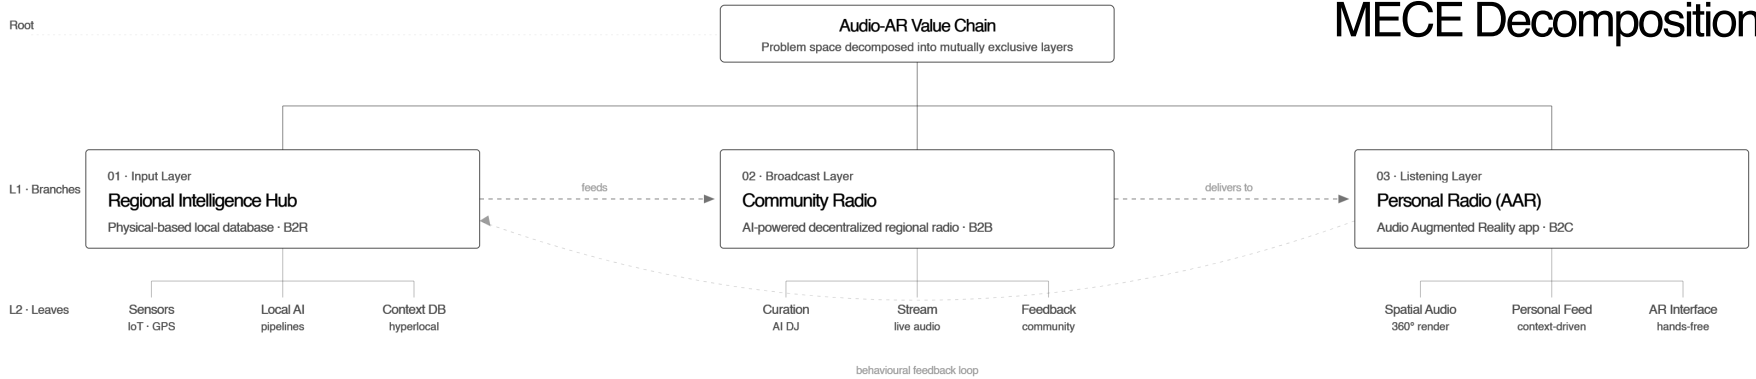 MECE Decomposition
Root
Audio-AR Value Chain
Problem space decomposed into mutually exclusive layers
L1 · Branches
01 · Input Layer
Regional Intelligence Hub
Physical-based local database · B2R
feeds
02 · Broadcast Layer
Community Radio
AI-powered decentralized regional radio · B2B
delivers to
03 · Listening Layer
Personal Radio (AAR)
Audio Augmented Reality app · B2C
L2 · Leaves
Sensors
IoT · GPS
Local AI
pipelines
Context DB
hyperlocal
Curation
AI DJ
Stream
live audio
Feedback
community
Spatial Audio
360° render
Personal Feed
context-driven
AR Interface
hands-free
behavioural feedback loop